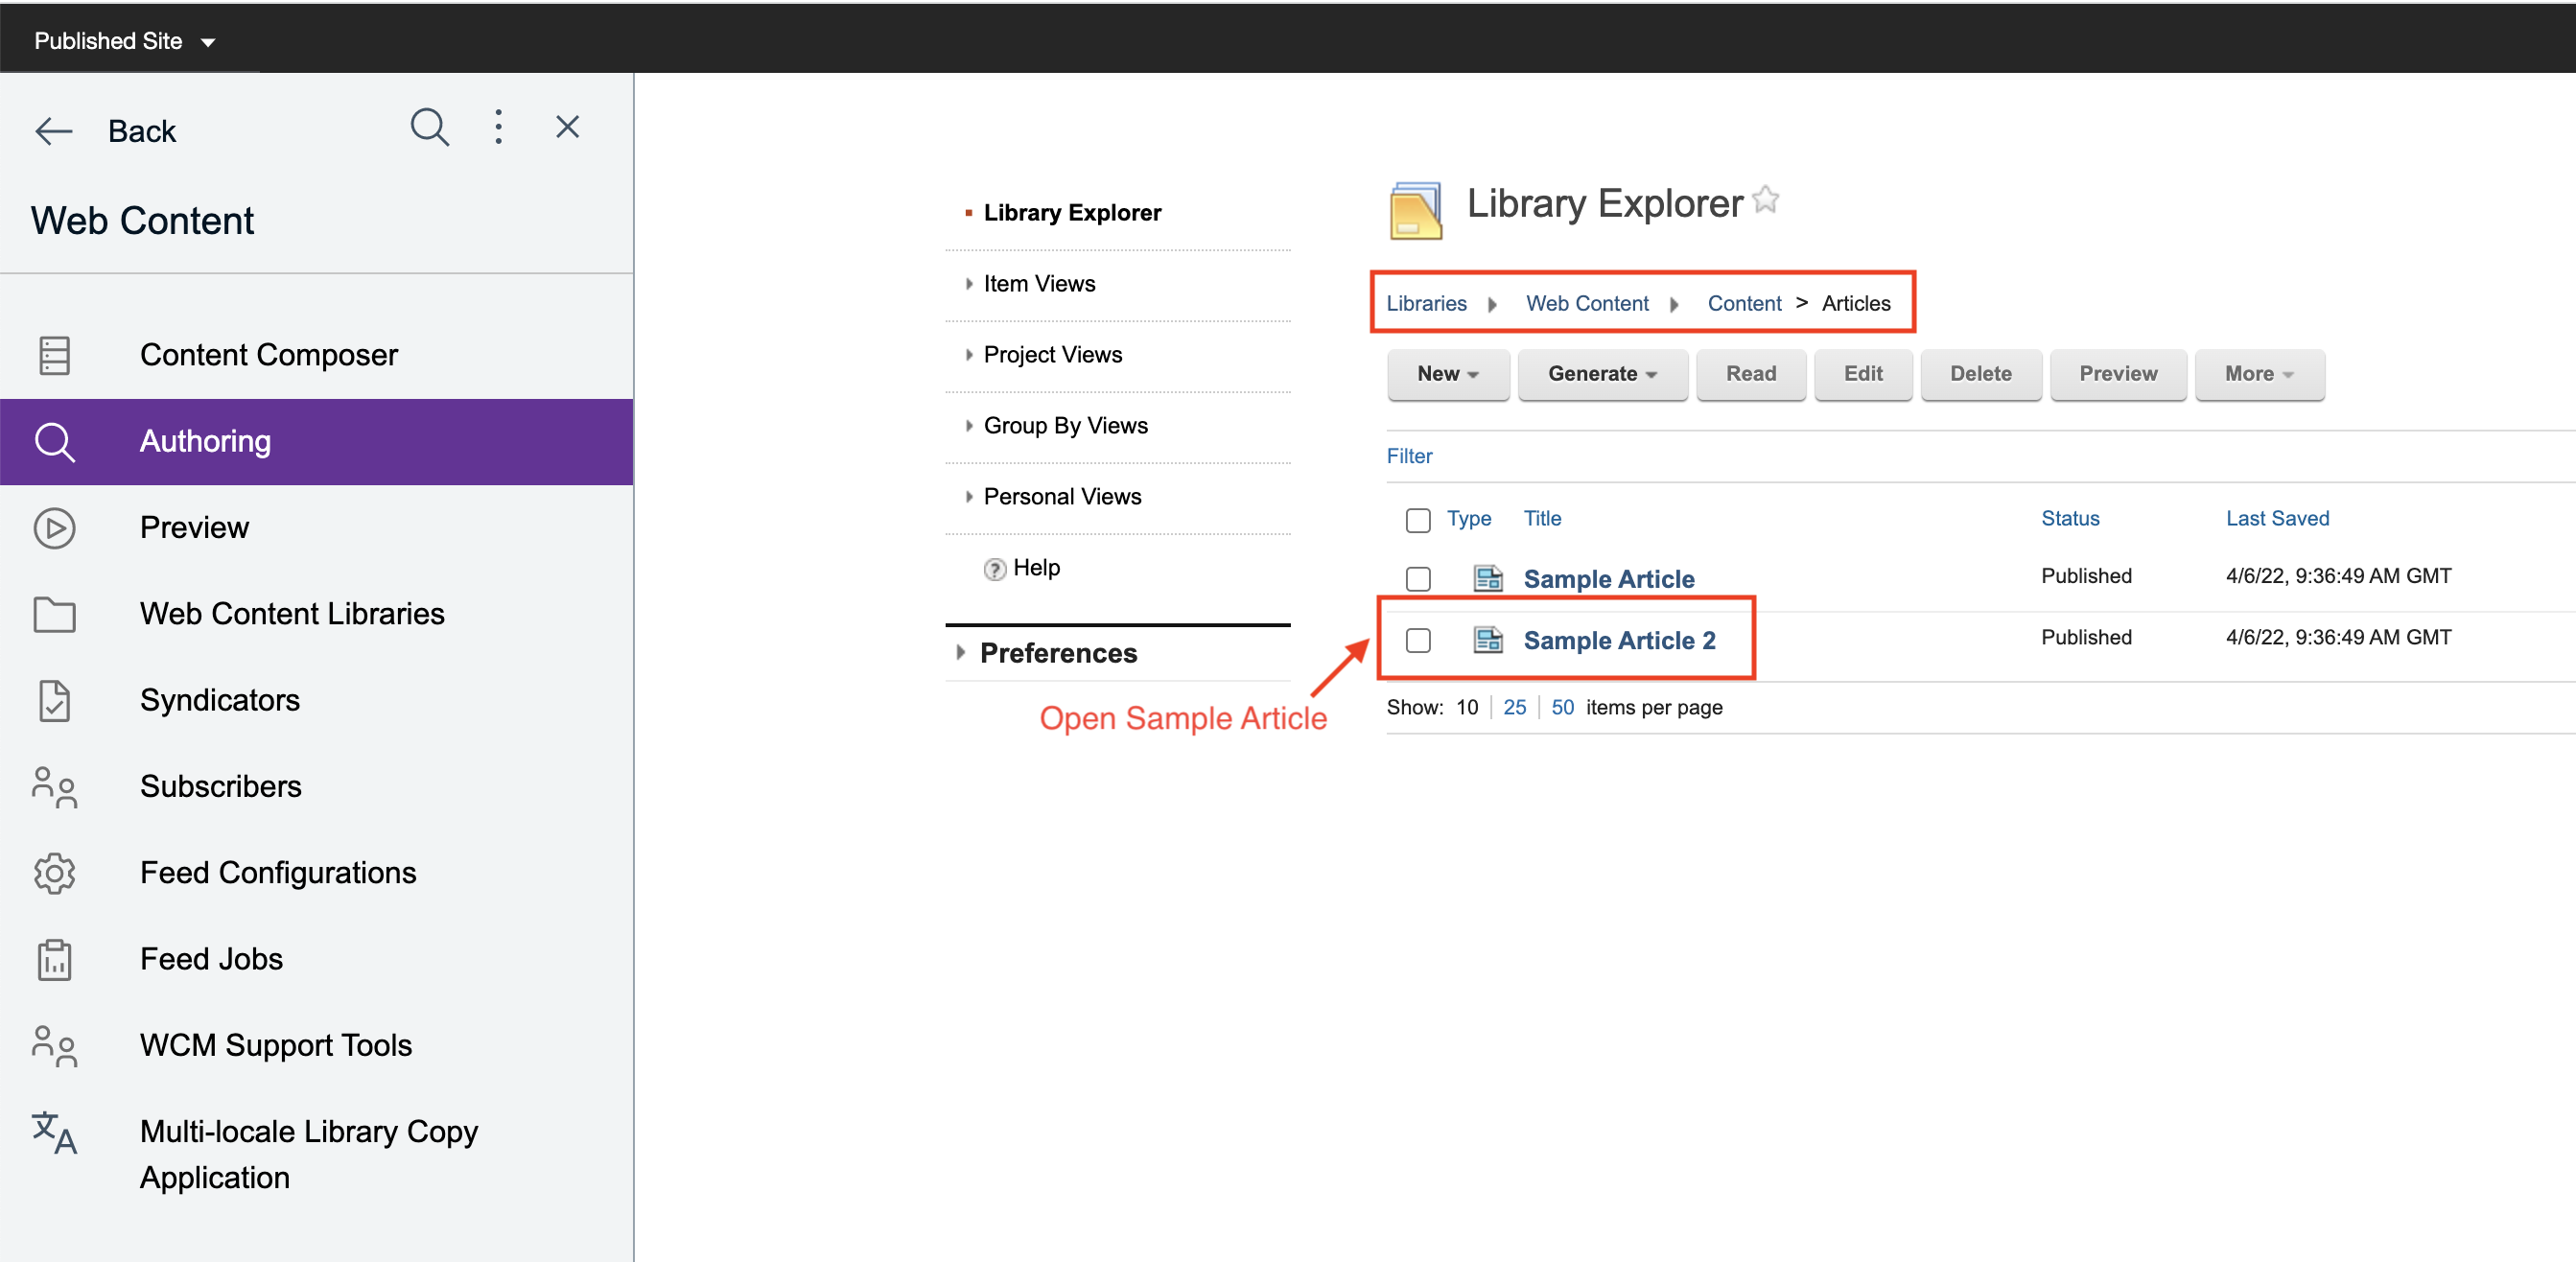 Published Site
Back
Web Content
Content Composer
Authoring
Preview
Web Content Libraries
Syndicators
Subscribers
Feed Configurations
Feed Jobs
WCM Support Tools
Multi-locale Library Copy
Application
Library Explorer
Item Views
Project Views
Group By Views
Personal Views
? Help
Preferences
Open Sample Article
Library Explorer
Libraries Web Content Content > Articles
New Generate Read Edit Delete Preview More
Filter
Type Title Status Last Saved
Sample Article Published 4/6/22, 9:36:49 AM GMT
Sample Article 2 Published 4/6/22, 9:36:49 AM GMT
Show: 10 25 50 items per page